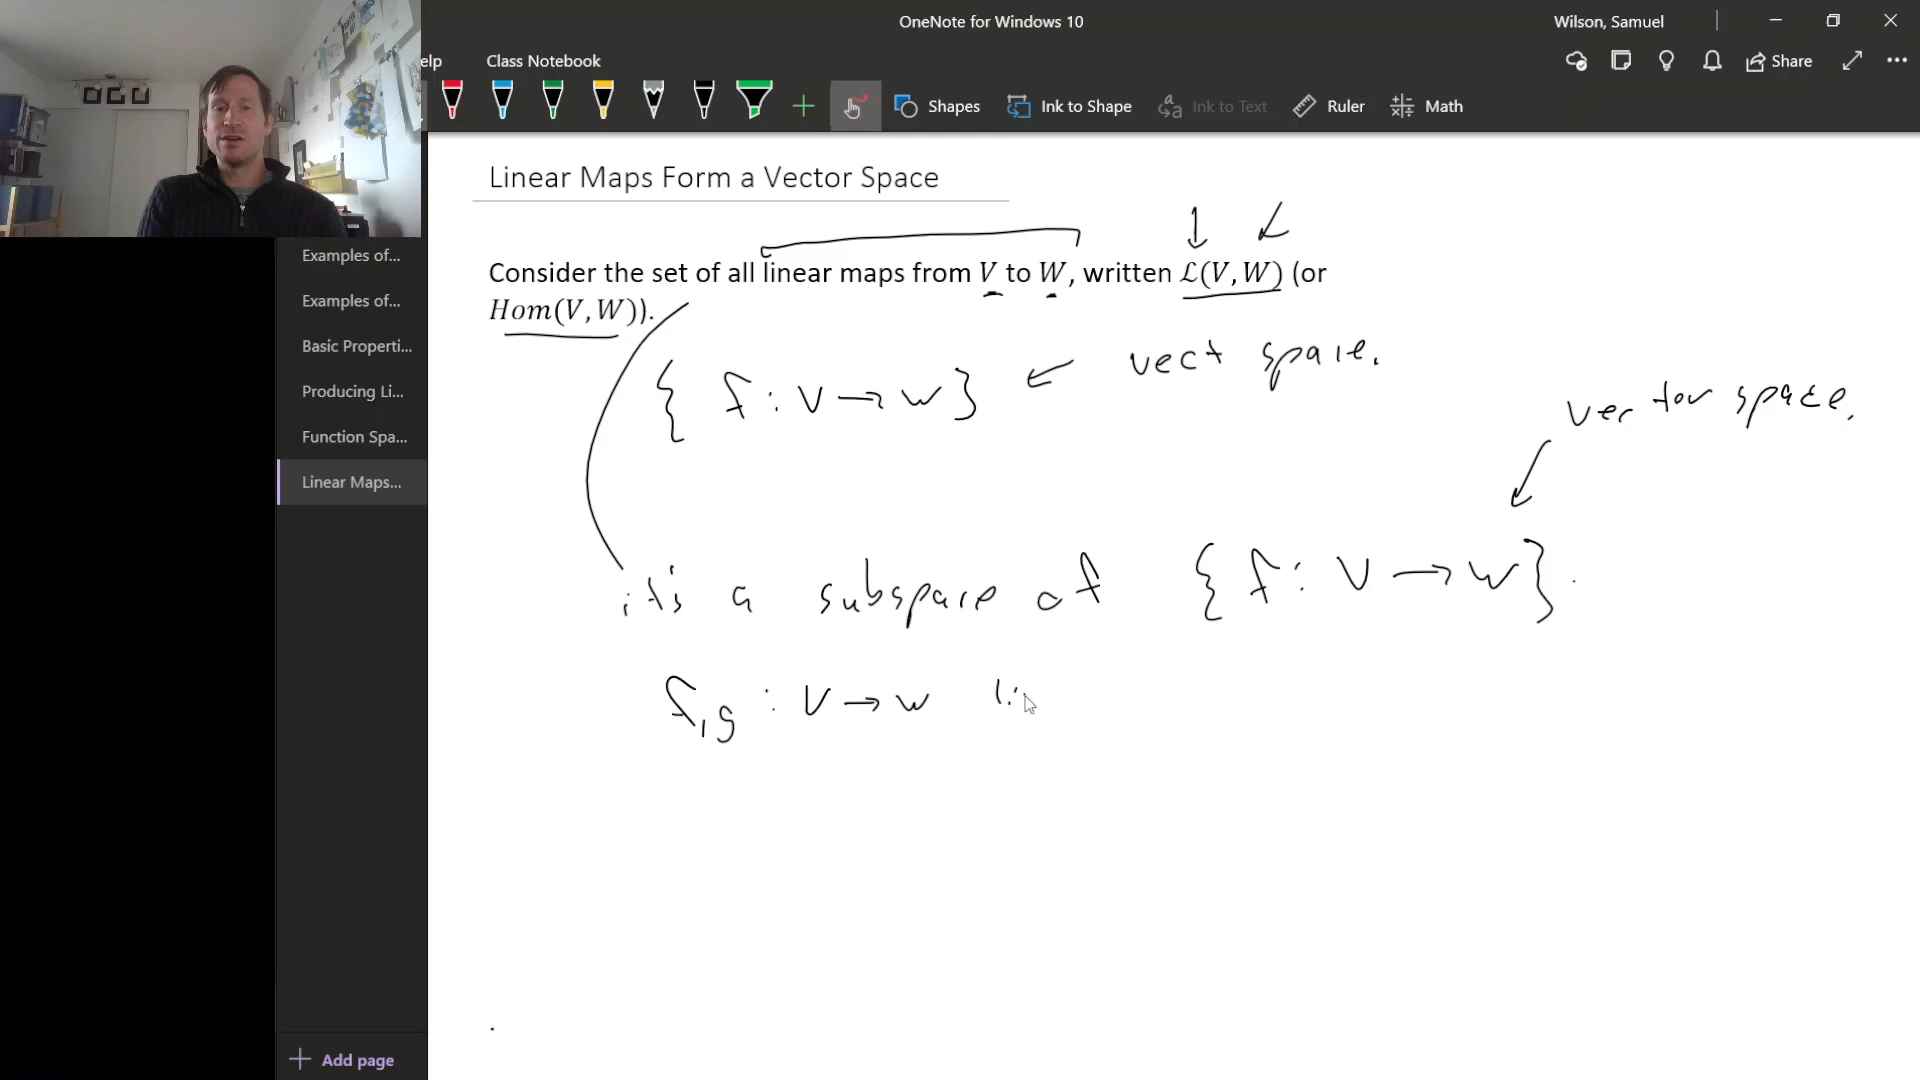 OneNote for Windows 10
Wilson, Samuel
elp
Class Notebook
Share
Shapes
Ink to Shape
Ink to Text
Ruler
Math
Examples of...
Examples of...
Basic Properti...
Producing Li...
Function Spa...
Linear Maps...
Add page
Linear Maps Form a Vector Space
Consider the set of all linear maps from V to W, written ℒ(V, W) (or
Hom(V, W)).
{ f : V → W } ← vect space.
vector space.
it's a subspace of { f : V → W }.
f, g : V → W li